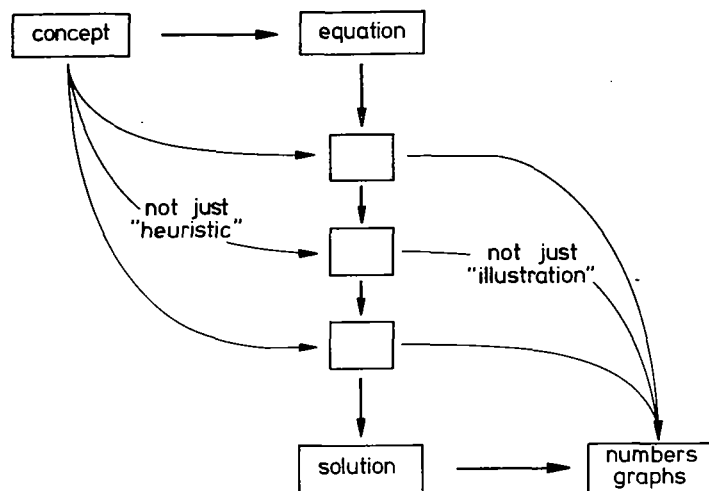 concept
equation
not just
"heuristic"
not just
"illustration"
solution
numbers
graphs